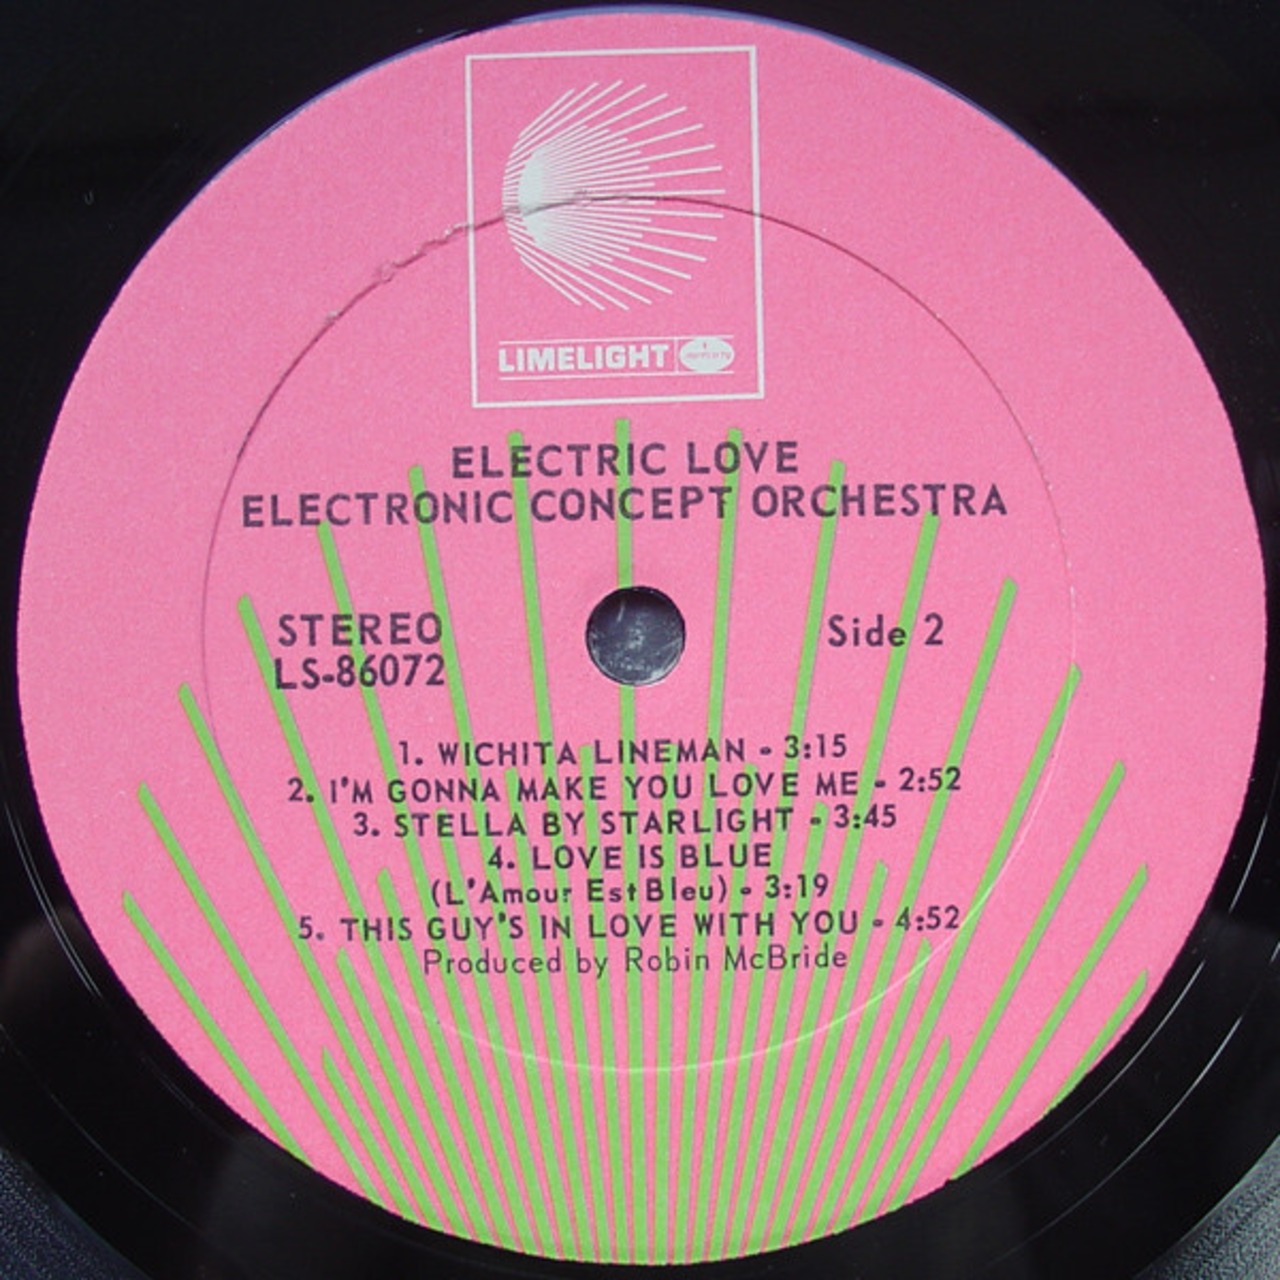 LIMELIGHT
ELECTRIC LOVE
ELECTRONIC CONCEPT ORCHESTRA
STEREO
LS-86072
Side 2
1. WICHITA LINEMAN - 3:15
2. I'M GONNA MAKE YOU LOVE ME - 2:52
3. STELLA BY STARLIGHT - 3:45
4. LOVE IS BLUE
(L'Amour Est Bleu) - 3:19
5. THIS GUY'S IN LOVE WITH YOU - 4:52
Produced by Robin McBride